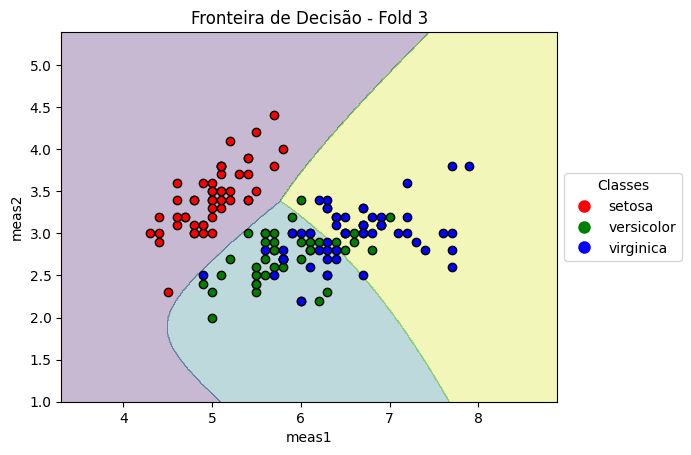 Fronteira de Decisão - Fold 3
meas2
5.0
4.5
4.0
3.5
3.0
2.5
2.0
1.5
1.0
4
5
6
7
8
meas1
Classes
setosa
versicolor
virginica